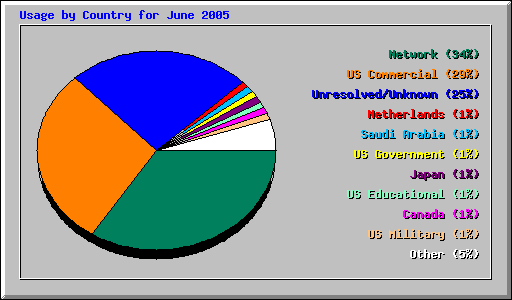 Usage by Country for June 2005
Network (34%)
US Commercial (29%)
Unresolved/Unknown (25%)
Netherlands (1%)
Saudi Arabia (1%)
US Government (1%)
Japan (1%)
US Educational (1%)
Canada (1%)
US Military (1%)
Other (5%)